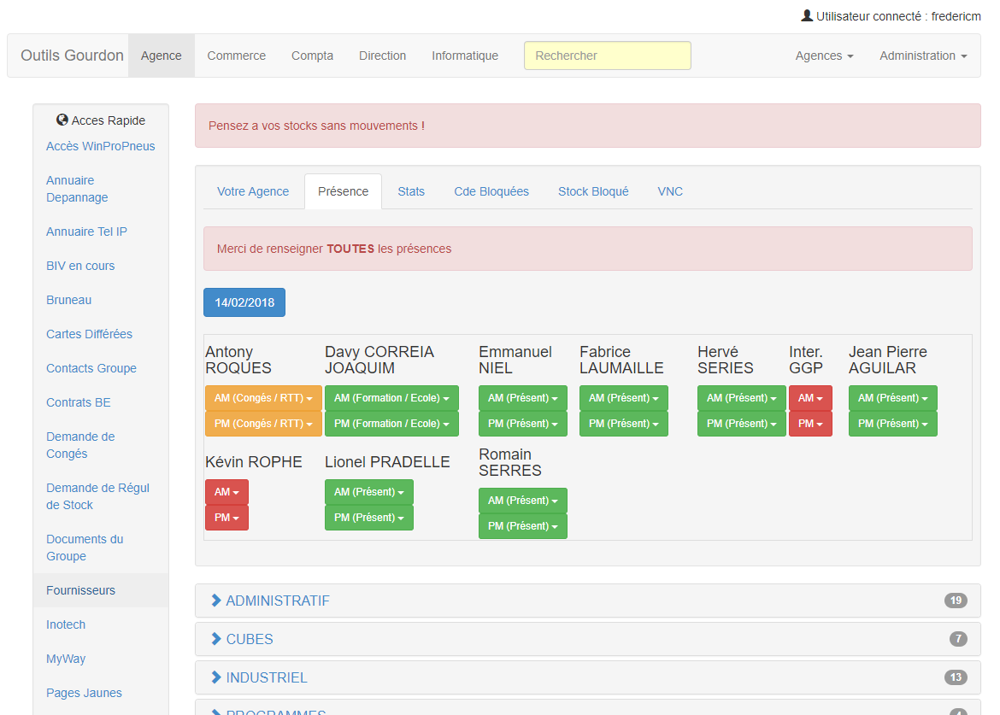 Utilisateur connecté : fredericm
Outils Gourdon Agence Commerce Compta Direction Informatique Rechercher Agences Administration
Acces Rapide
Accès WinProPneus
Annuaire
Depannage
Annuaire Tel IP
BIV en cours
Bruneau
Cartes Différées
Contacts Groupe
Contrats BE
Demande de
Congés
Demande de Régul
de Stock
Documents du
Groupe
Fournisseurs
Inotech
MyWay
Pages Jaunes
Pensez a vos stocks sans mouvements !
Votre Agence Présence Stats Cde Bloquées Stock Bloqué VNC
Merci de renseigner TOUTES les présences
14/02/2018
Antony
ROQUES
AM (Congés / RTT)
PM (Congés / RTT)
Davy CORREIA
JOAQUIM
AM (Formation / Ecole)
PM (Formation / Ecole)
Emmanuel
NIEL
AM (Présent)
PM (Présent)
Fabrice
LAUMAILLE
AM (Présent)
PM (Présent)
Hervé
SERIES
AM (Présent)
PM (Présent)
Inter.
GGP
AM
PM
Jean Pierre
AGUILAR
AM (Présent)
PM (Présent)
Kévin ROPHE
AM
PM
Lionel PRADELLE
AM (Présent)
PM (Présent)
Romain
SERRES
AM (Présent)
PM (Présent)
ADMINISTRATIF 19
CUBES 7
INDUSTRIEL 13
PROGRAMMES 4